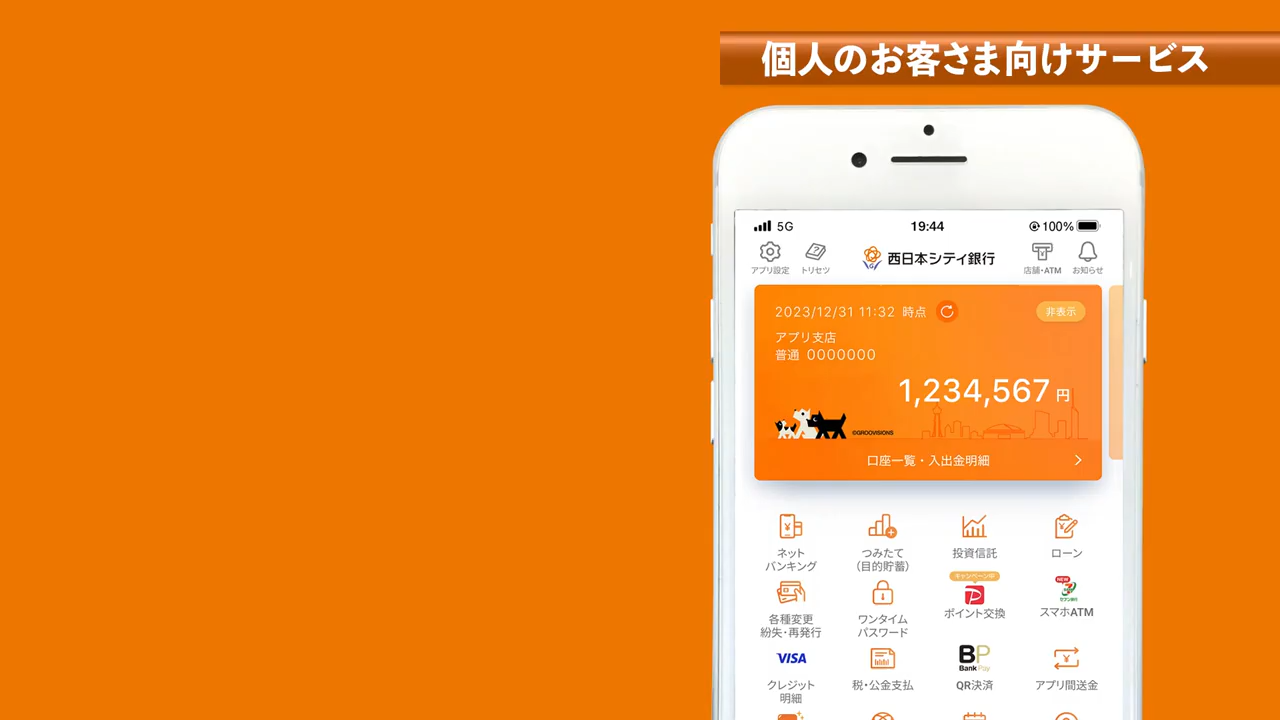 個人のお客さま向けサービス
5G 19:44 100%
アプリ設定 トリセツ 西日本シティ銀行 店舗・ATM お知らせ
2023/12/31 11:32 時点 非表示
アプリ支店
普通 0000000
1,234,567 円
©GROOVISIONS
口座一覧・入出金明細
ネット
バンキング
つみたて
(目的貯蓄)
投資信託
ローン
各種変更
紛失・再発行
ワンタイム
パスワード
キャンペーン中
P
ポイント交換
NEW
セブン銀行
スマホATM
VISA
クレジット
明細
税・公金支払
BP
Bank Pay
QR決済
アプリ間送金